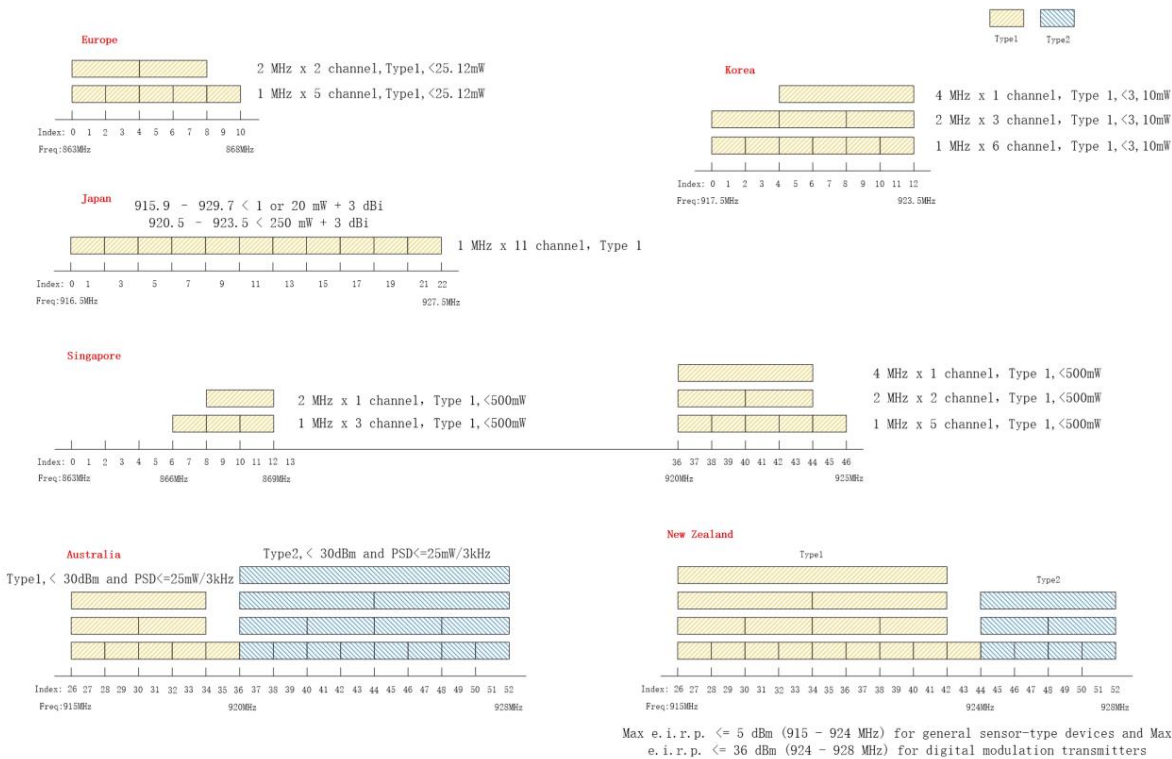 Type1 Type2
Europe
2 MHz x 2 channel,Type1,<25.12mW
1 MHz x 5 channel,Type1,<25.12mW
Index: 0 1 2 3 4 5 6 7 8 9 10
Freq:863MHz 868MHz
Korea
4 MHz x 1 channel, Type 1,<3,10mW
2 MHz x 3 channel, Type 1,<3,10mW
1 MHz x 6 channel, Type 1,<3,10mW
Index: 0 1 2 3 4 5 6 7 8 9 10 11 12
Freq:917.5MHz 923.5MHz
Japan
915.9 - 929.7 < 1 or 20 mW + 3 dBi
920.5 - 923.5 < 250 mW + 3 dBi
1 MHz x 11 channel, Type 1
Index: 0 1 3 5 7 9 11 13 15 17 19 21 22
Freq:916.5MHz 927.5MHz
Singapore
2 MHz x 1 channel, Type 1,<500mW
1 MHz x 3 channel, Type 1,<500mW
4 MHz x 1 channel, Type 1,<500mW
2 MHz x 2 channel, Type 1,<500mW
1 MHz x 5 channel, Type 1,<500mW
Index: 0 1 2 3 4 5 6 7 8 9 10 11 12 13 36 37 38 39 40 41 42 43 44 45 46
Freq:863MHz 866MHz 869MHz 920MHz 925MHz
Australia
Type2,< 30dBm and PSD<=25mW/3kHz
Type1,< 30dBm and PSD<=25mW/3kHz
Index: 26 27 28 29 30 31 32 33 34 35 36 37 38 39 40 41 42 43 44 45 46 47 48 49 50 51 52
Freq:915MHz 920MHz 928MHz
New Zealand
Type1
Type2
Index: 26 27 28 29 30 31 32 33 34 35 36 37 38 39 40 41 42 43 44 45 46 47 48 49 50 51 52
Freq:915MHz 924MHz 928MHz
Max e.i.r.p. <= 5 dBm (915 - 924 MHz) for general sensor-type devices and Max
e.i.r.p. <= 36 dBm (924 - 928 MHz) for digital modulation transmitters